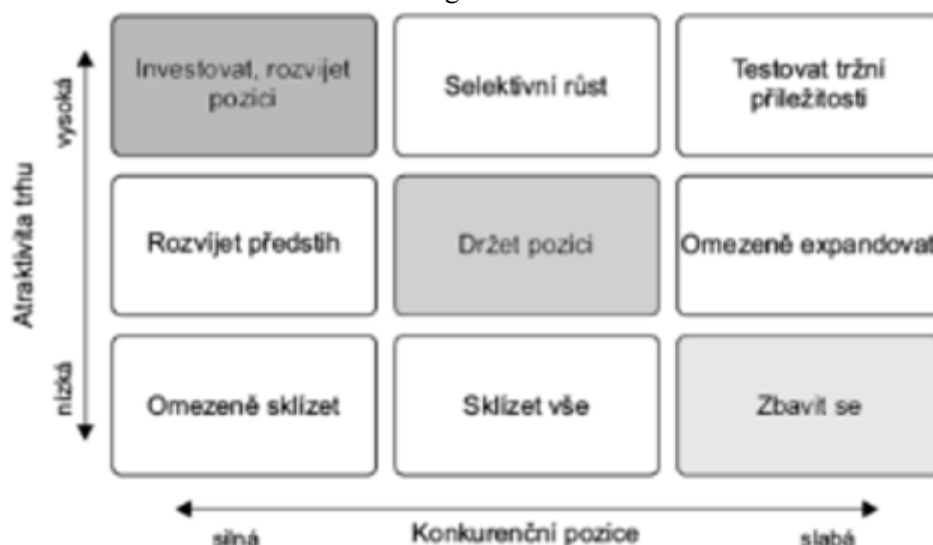 Investovat, rozvíjet
pozici
Selektivní růst
Testovat tržní
příležitosti
vysoká
Atraktivita trhu
Rozvíjet předstih
Držet pozici
Omezeně expandovat
nízká
Omezeně sklízet
Sklízet vše
Zbavit se
silná
Konkurenční pozice
slabá